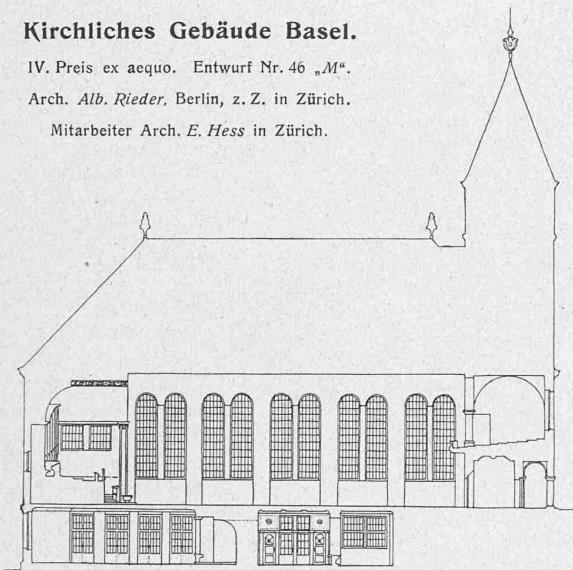 Kirchliches Gebäude Basel.
IV. Preis ex aequo. Entwurf Nr. 46 „M“.
Arch. Alb. Rieder, Berlin, z. Z. in Zürich.
Mitarbeiter Arch. E. Hess in Zürich.